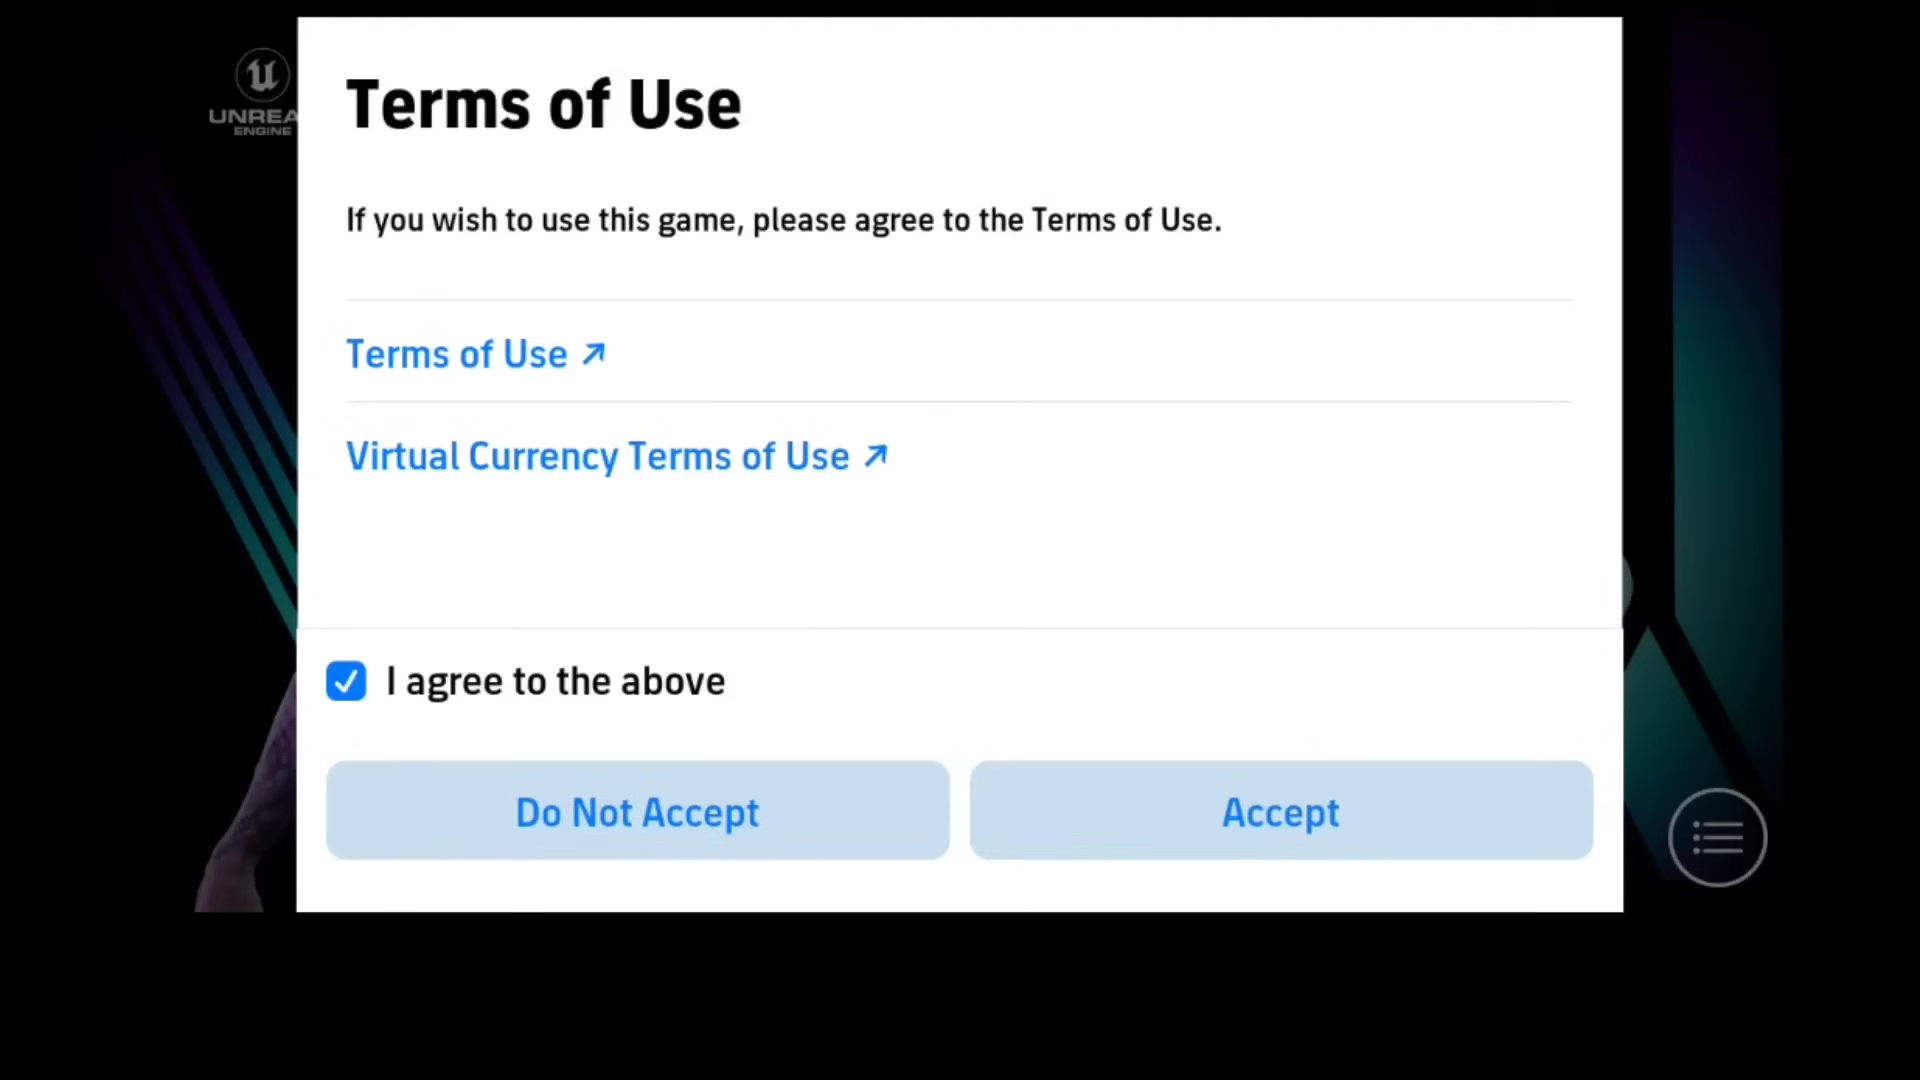 UNREA
ENGINE
Terms of Use
If you wish to use this game, please agree to the Terms of Use.
Terms of Use ↗
Virtual Currency Terms of Use ↗
I agree to the above
Do Not Accept
Accept